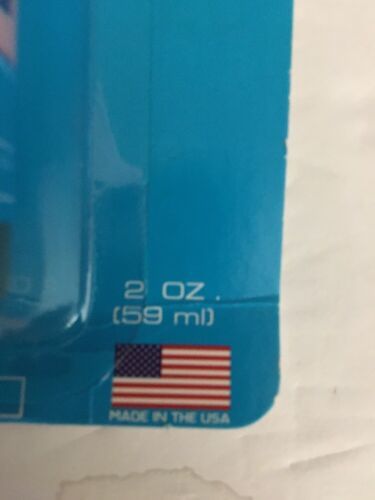 2 OZ.
(59 ml)
MADE IN THE USA